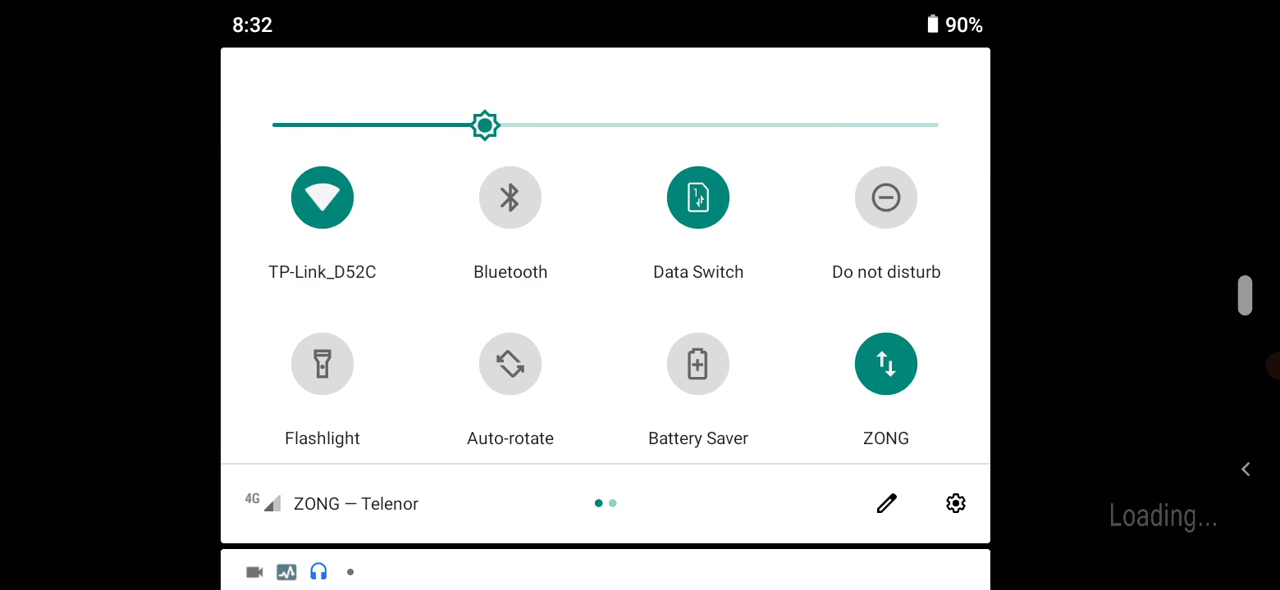 8:32
90%
TP-Link_D52C
Bluetooth
Data Switch
Do not disturb
Flashlight
Auto-rotate
Battery Saver
ZONG
4G ZONG — Telenor
Loading...